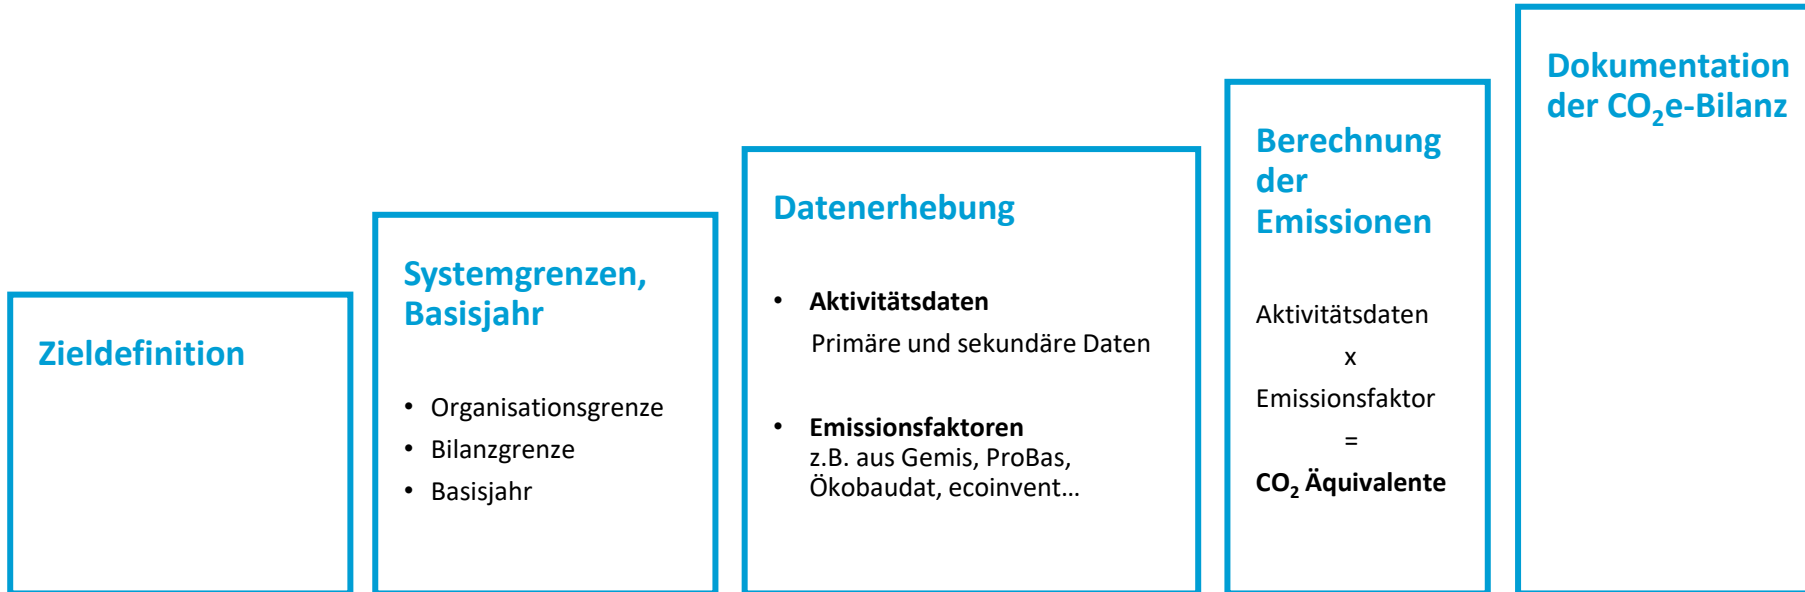 Zieldefinition
Systemgrenzen,
Basisjahr
• Organisationsgrenze
• Bilanzgrenze
• Basisjahr
Datenerhebung
• Aktivitätsdaten
Primäre und sekundäre Daten
• Emissionsfaktoren
z.B. aus Gemis, ProBas,
Ökobaudat, ecoinvent...
Berechnung
der
Emissionen
Aktivitätsdaten
x
Emissionsfaktor
=
CO₂ Äquivalente
Dokumentation
der CO₂e-Bilanz